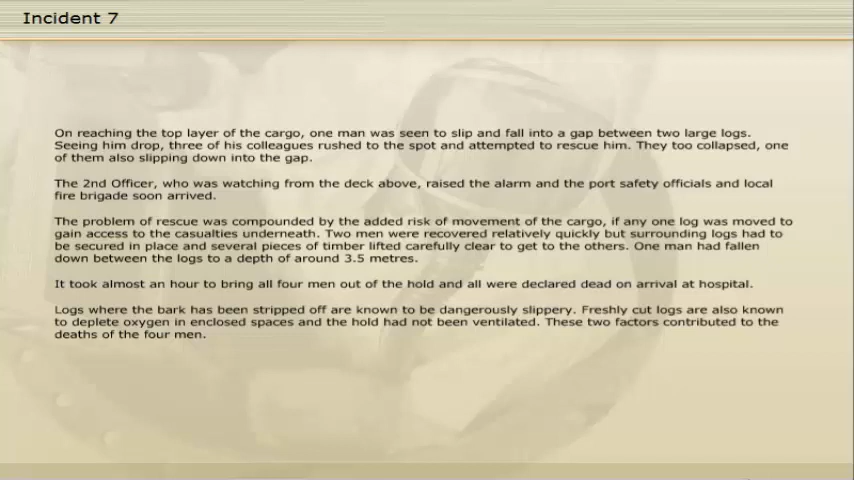 Incident 7
On reaching the top layer of the cargo, one man was seen to slip and fall into a gap between two large logs.
Seeing him drop, three of his colleagues rushed to the spot and attempted to rescue him. They too collapsed, one
of them also slipping down into the gap.
The 2nd Officer, who was watching from the deck above, raised the alarm and the port safety officials and local
fire brigade soon arrived.
The problem of rescue was compounded by the added risk of movement of the cargo, if any one log was moved to
gain access to the casualties underneath. Two men were recovered relatively quickly but surrounding logs had to
be secured in place and several pieces of timber lifted carefully clear to get to the others. One man had fallen
down between the logs to a depth of around 3.5 metres.
It took almost an hour to bring all four men out of the hold and all were declared dead on arrival at hospital.
Logs where the bark has been stripped off are known to be dangerously slippery. Freshly cut logs are also known
to deplete oxygen in enclosed spaces and the hold had not been ventilated. These two factors contributed to the
deaths of the four men.